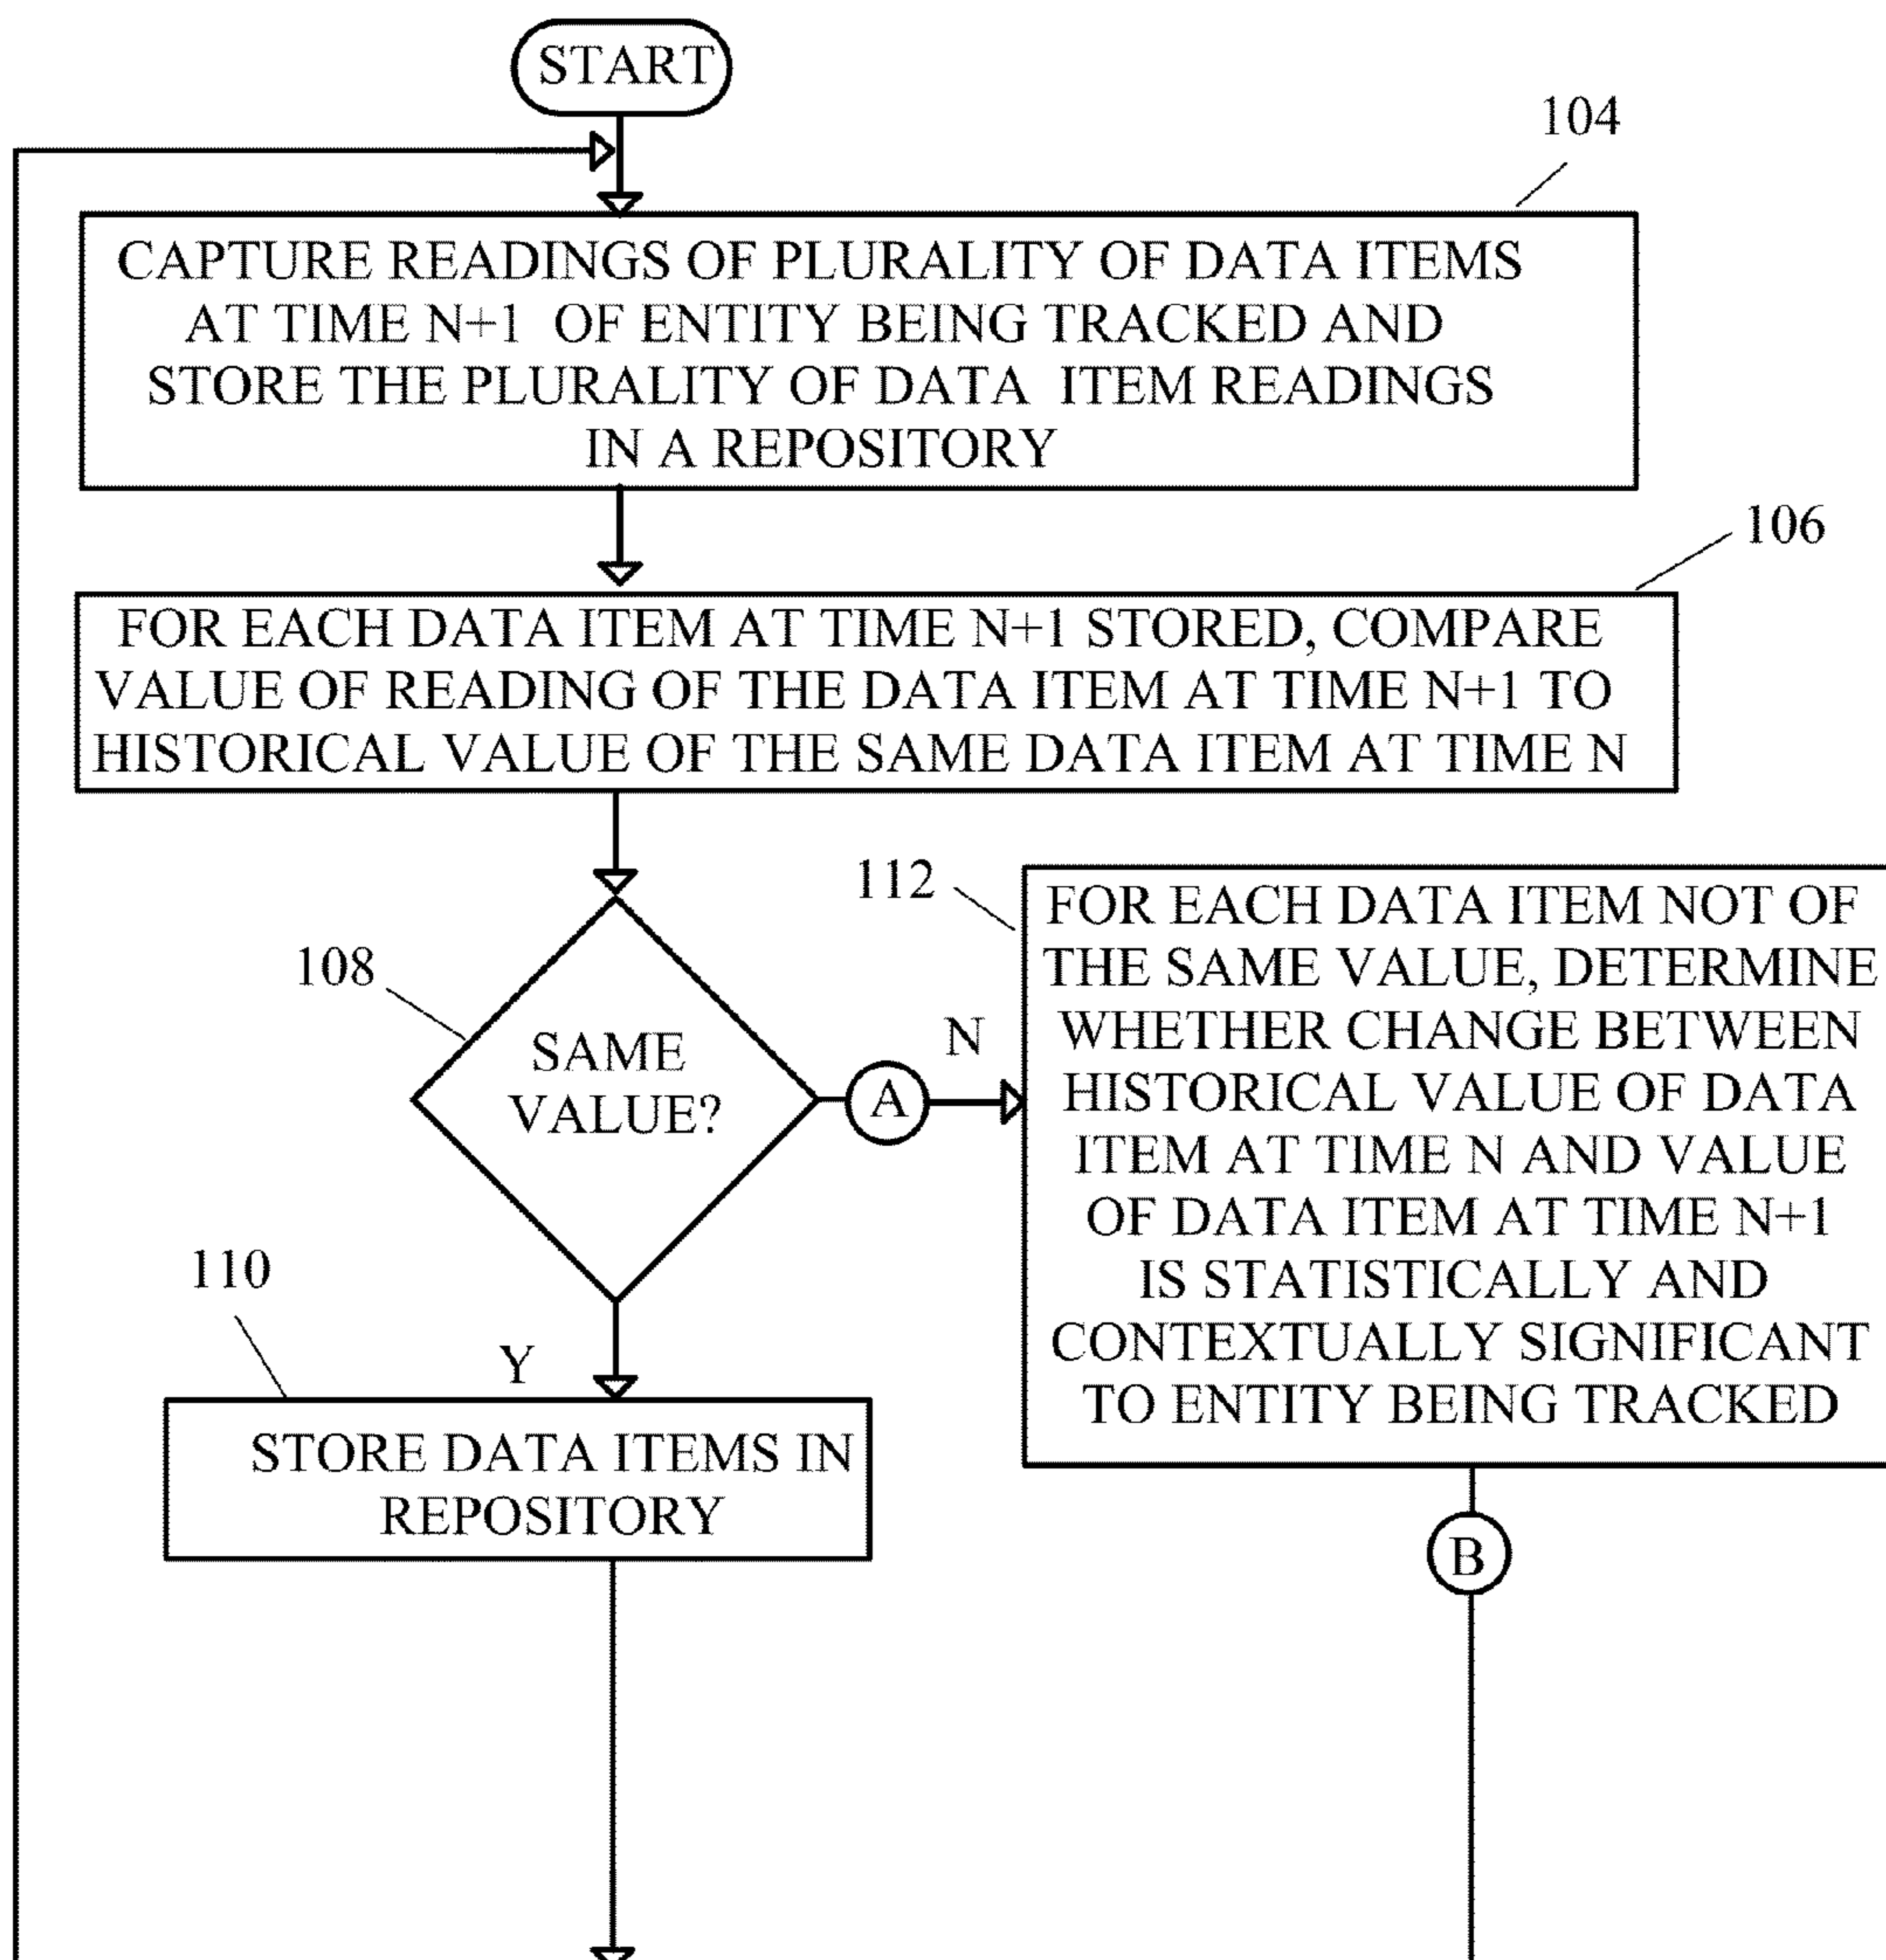 START
104
CAPTURE READINGS OF PLURALITY OF DATA ITEMS
AT TIME N+1 OF ENTITY BEING TRACKED AND
STORE THE PLURALITY OF DATA ITEM READINGS
IN A REPOSITORY
106
FOR EACH DATA ITEM AT TIME N+1 STORED, COMPARE
VALUE OF READING OF THE DATA ITEM AT TIME N+1 TO
HISTORICAL VALUE OF THE SAME DATA ITEM AT TIME N
108
SAME
VALUE?
A
N
112
FOR EACH DATA ITEM NOT OF
THE SAME VALUE, DETERMINE
WHETHER CHANGE BETWEEN
HISTORICAL VALUE OF DATA
ITEM AT TIME N AND VALUE
OF DATA ITEM AT TIME N+1
IS STATISTICALLY AND
CONTEXTUALLY SIGNIFICANT
TO ENTITY BEING TRACKED
110
Y
STORE DATA ITEMS IN
REPOSITORY
B